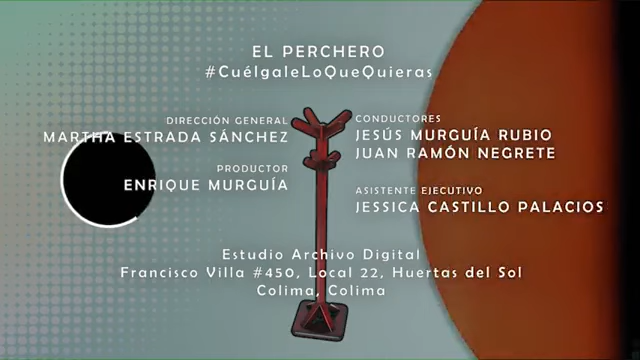 EL PERCHERO
#CuélgaleLoQueQuieras
DIRECCIÓN GENERAL
MARTHA ESTRADA SÁNCHEZ
PRODUCTOR
ENRIQUE MURGUÍA
CONDUCTORES
JESÚS MURGUÍA RUBIO
JUAN RAMÓN NEGRETE
ASISTENTE EJECUTIVO
JESSICA CASTILLO PALACIOS
Estudio Archivo Digital
Francisco Villa #450, Local 22, Huertas del Sol
Colima, Colima